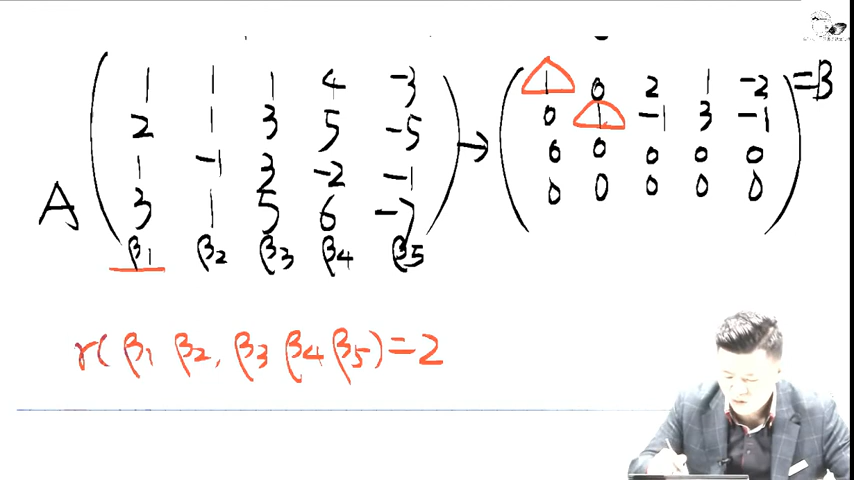 1 1 1 4 -3 1 0 2 1 -2 =B
2 1 3 5 -5 0 1 -1 3 -1
1 -1 3 -2 -1 → 0 0 0 0 0
A 3 1 5 6 -7 0 0 0 0 0
β1 β2 β3 β4 β5
r( β1 β2, β3 β4 β5)=2